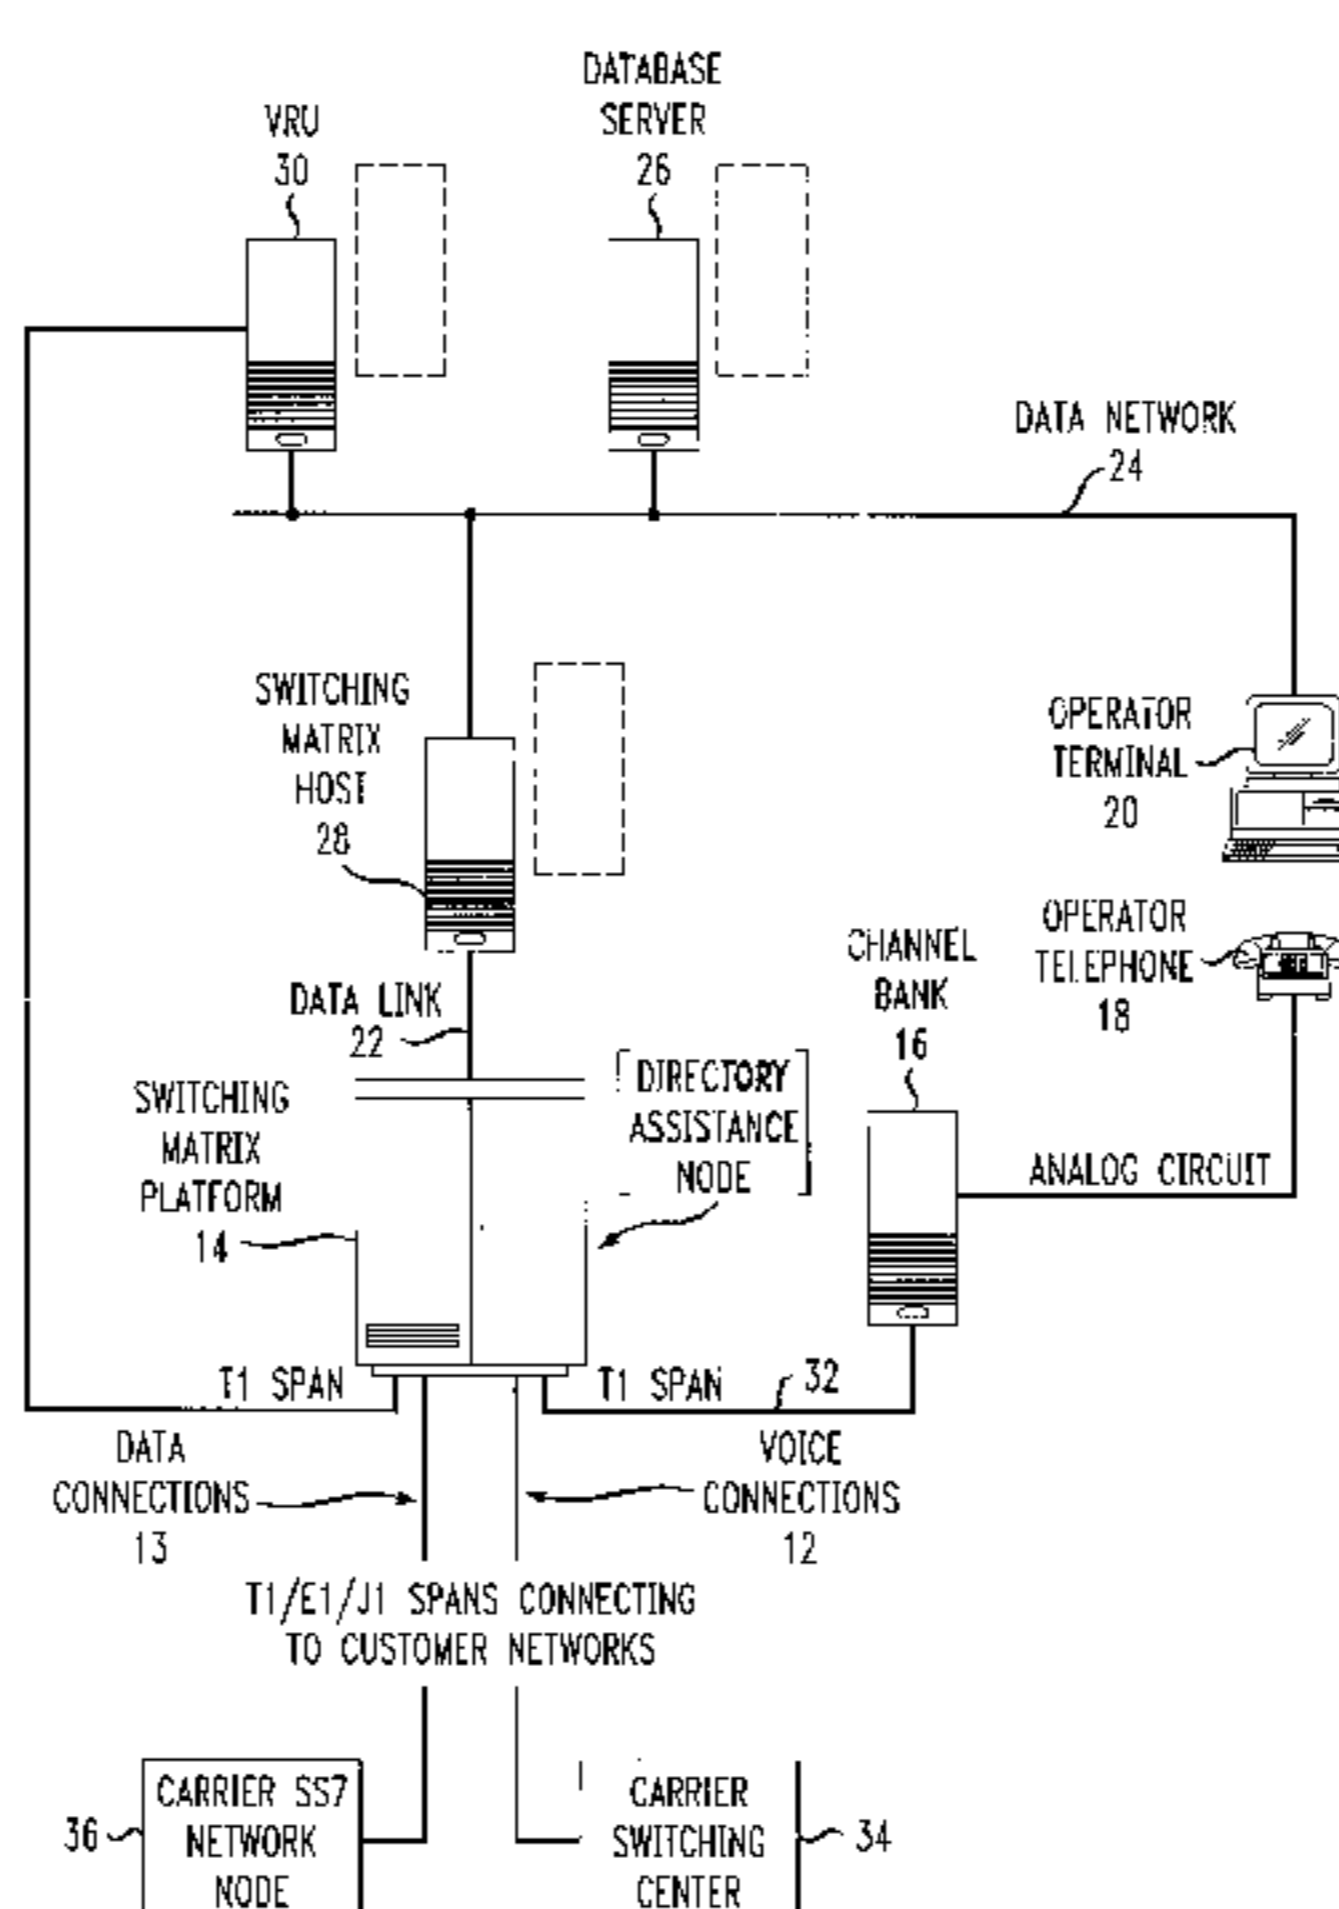 DATABASE
SERVER
26
VRU
30
DATA NETWORK
24
SWITCHING
MATRIX
HOST
28
OPERATOR
TERMINAL
20
OPERATOR
TELEPHONE
18
CHANNEL
BANK
16
DATA LINK
22
DIRECTORY
ASSISTANCE
NODE
SWITCHING
MATRIX
PLATFORM
14
ANALOG CIRCUIT
T1 SPAN
T1 SPAN
32
DATA
CONNECTIONS
13
VOICE
CONNECTIONS
12
T1/E1/J1 SPANS CONNECTING
TO CUSTOMER NETWORKS
36
CARRIER SS7
NETWORK
NODE
CARRIER
SWITCHING
CENTER
34